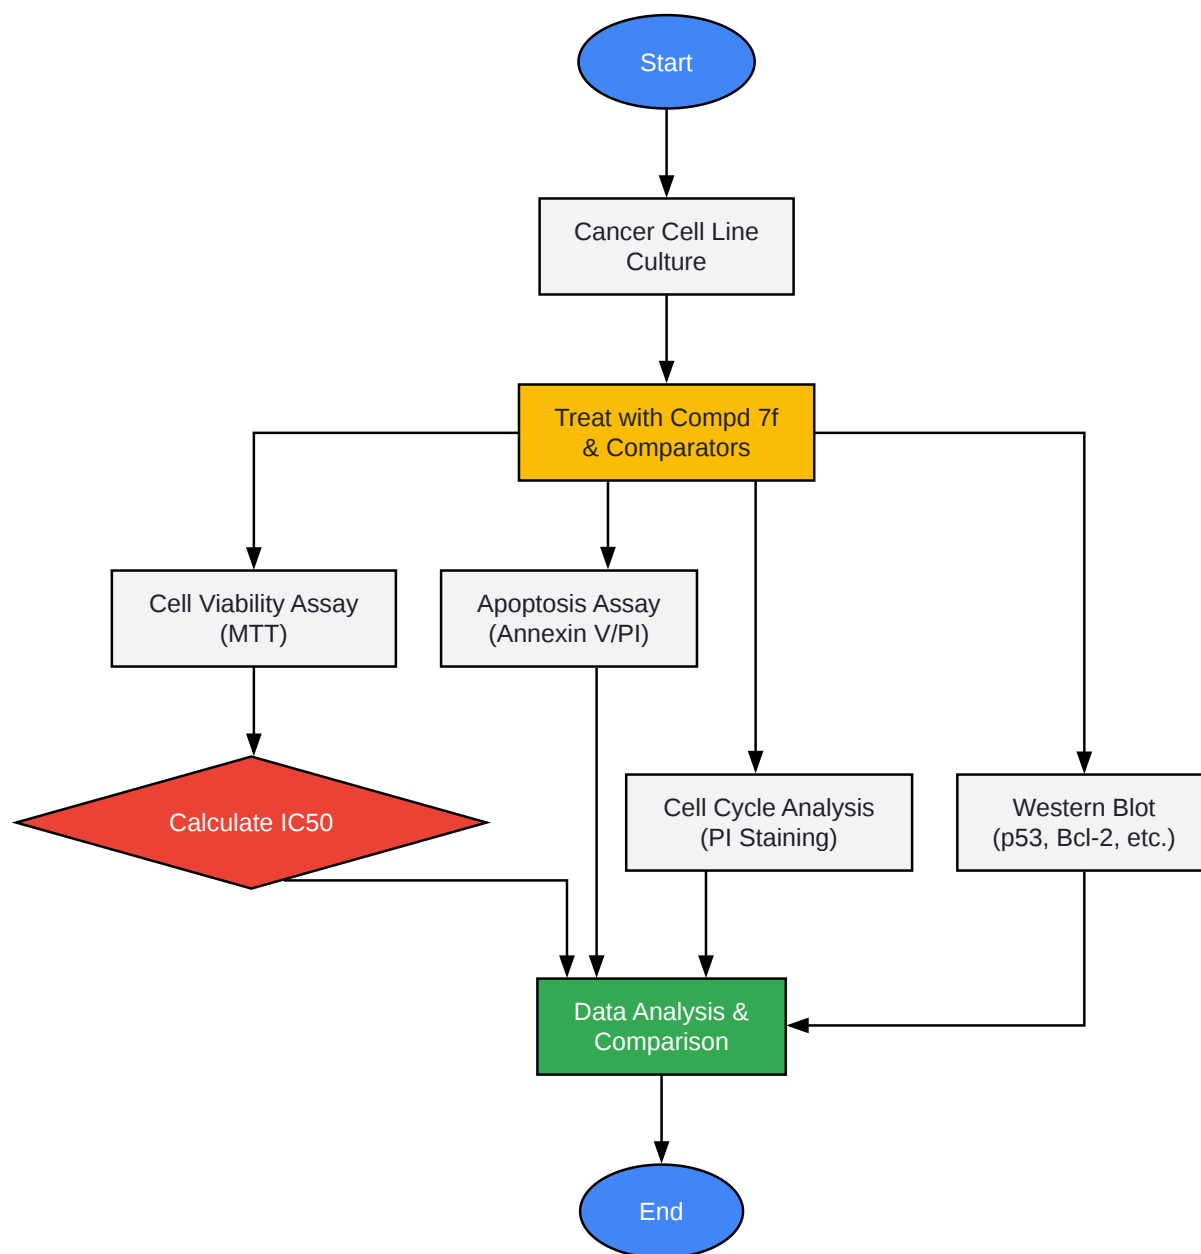 Start
Cancer Cell Line
Culture
Treat with Compd 7f
& Comparators
Cell Viability Assay
(MTT)
Apoptosis Assay
(Annexin V/PI)
Calculate IC50
Cell Cycle Analysis
(PI Staining)
Western Blot
(p53, Bcl-2, etc.)
Data Analysis &
Comparison
End